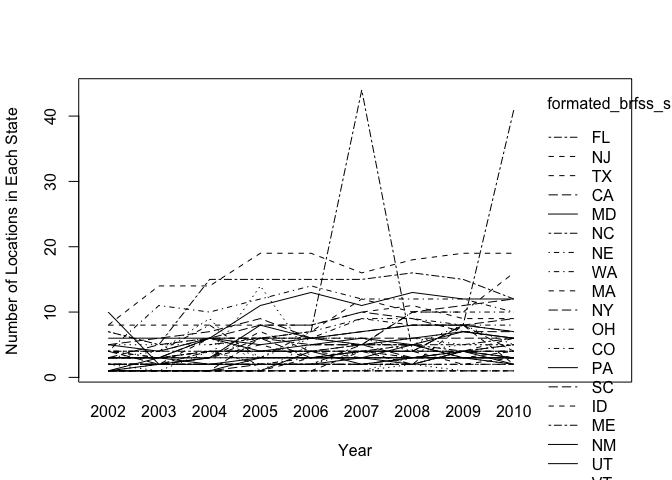 formated_brfss_s
FL
NJ
TX
CA
MD
NC
NE
WA
MA
NY
OH
CO
PA
SC
ID
ME
NM
UT
Number of Locations in Each State
40
30
20
10
0
2002 2003 2004 2005 2006 2007 2008 2009 2010
Year